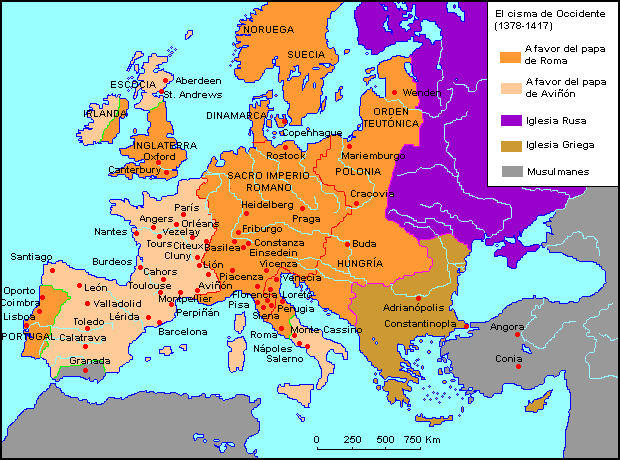 El cisma de Occidente
(1378-1417)
A favor del papa
de Roma
A favor del papa
de Aviñón
Iglesia Rusa
Iglesia Griega
Musulmanes
NORUEGA
SUECIA
ESCOCIA
Aberdeen
St. Andrews
IRLANDA
DINAMARCA
Wenden
ORDEN
TEUTÓNICA
Copenhague
INGLATERRA
Oxford
Canterbury
Rostock
Mariemburgo
POLONIA
SACRO IMPERIO
ROMANO
Cracovia
Heidelberg
Praga
París
Angers
Orléans
Nantes
Vezelay
Tours
Citeux
Cluny
Friburgo
Basilea
Constanza
Einsedein
Buda
HUNGRÍA
Santiago
Burdeos
Cahors
Lión
Vicenza
Piacenza
Venecia
León
Toulouse
Aviñón
Oporto
Coimbra
Valladolid
Montpellier
Florencia
Loreto
Pisa
Lisboa
Lérida
Perpiñán
Siena
Perugia
PORTUGAL
Toledo
Barcelona
Calatrava
Roma
Monte Cassino
Nápoles
Salerno
Granada
Adrianópolis
Constantinopla
Angora
Conia
0 250 500 750 Km